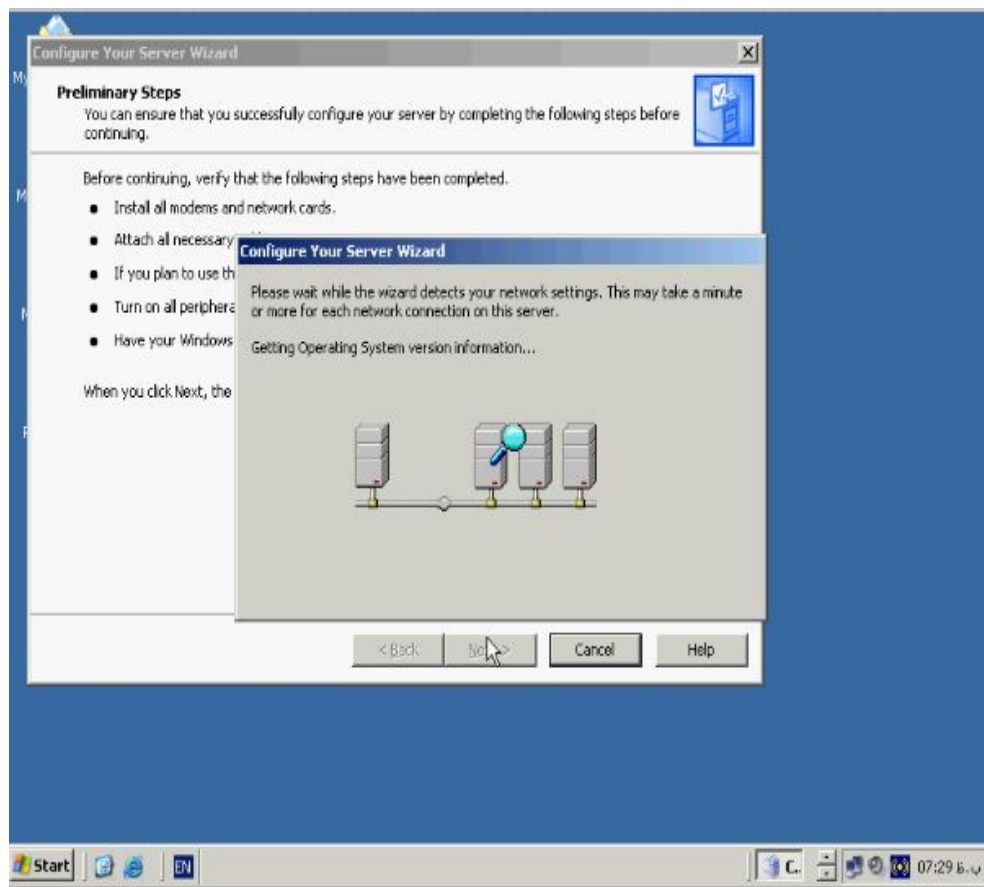 Configure Your Server Wizard
My
Preliminary Steps
You can ensure that you successfully configure your server by completing the following steps before
continuing.
Before continuing, verify that the following steps have been completed.
Install all modems and network cards.
Attach all necessary
If you plan to use th
Turn on all periphera
Have your Windows
When you click Next, the
Configure Your Server Wizard
Please wait while the wizard detects your network settings. This may take a minute
or more for each network connection on this server.
Getting Operating System version information...
< Back
Cancel
Help
Start
EN
C..
07:29 ب.ظ